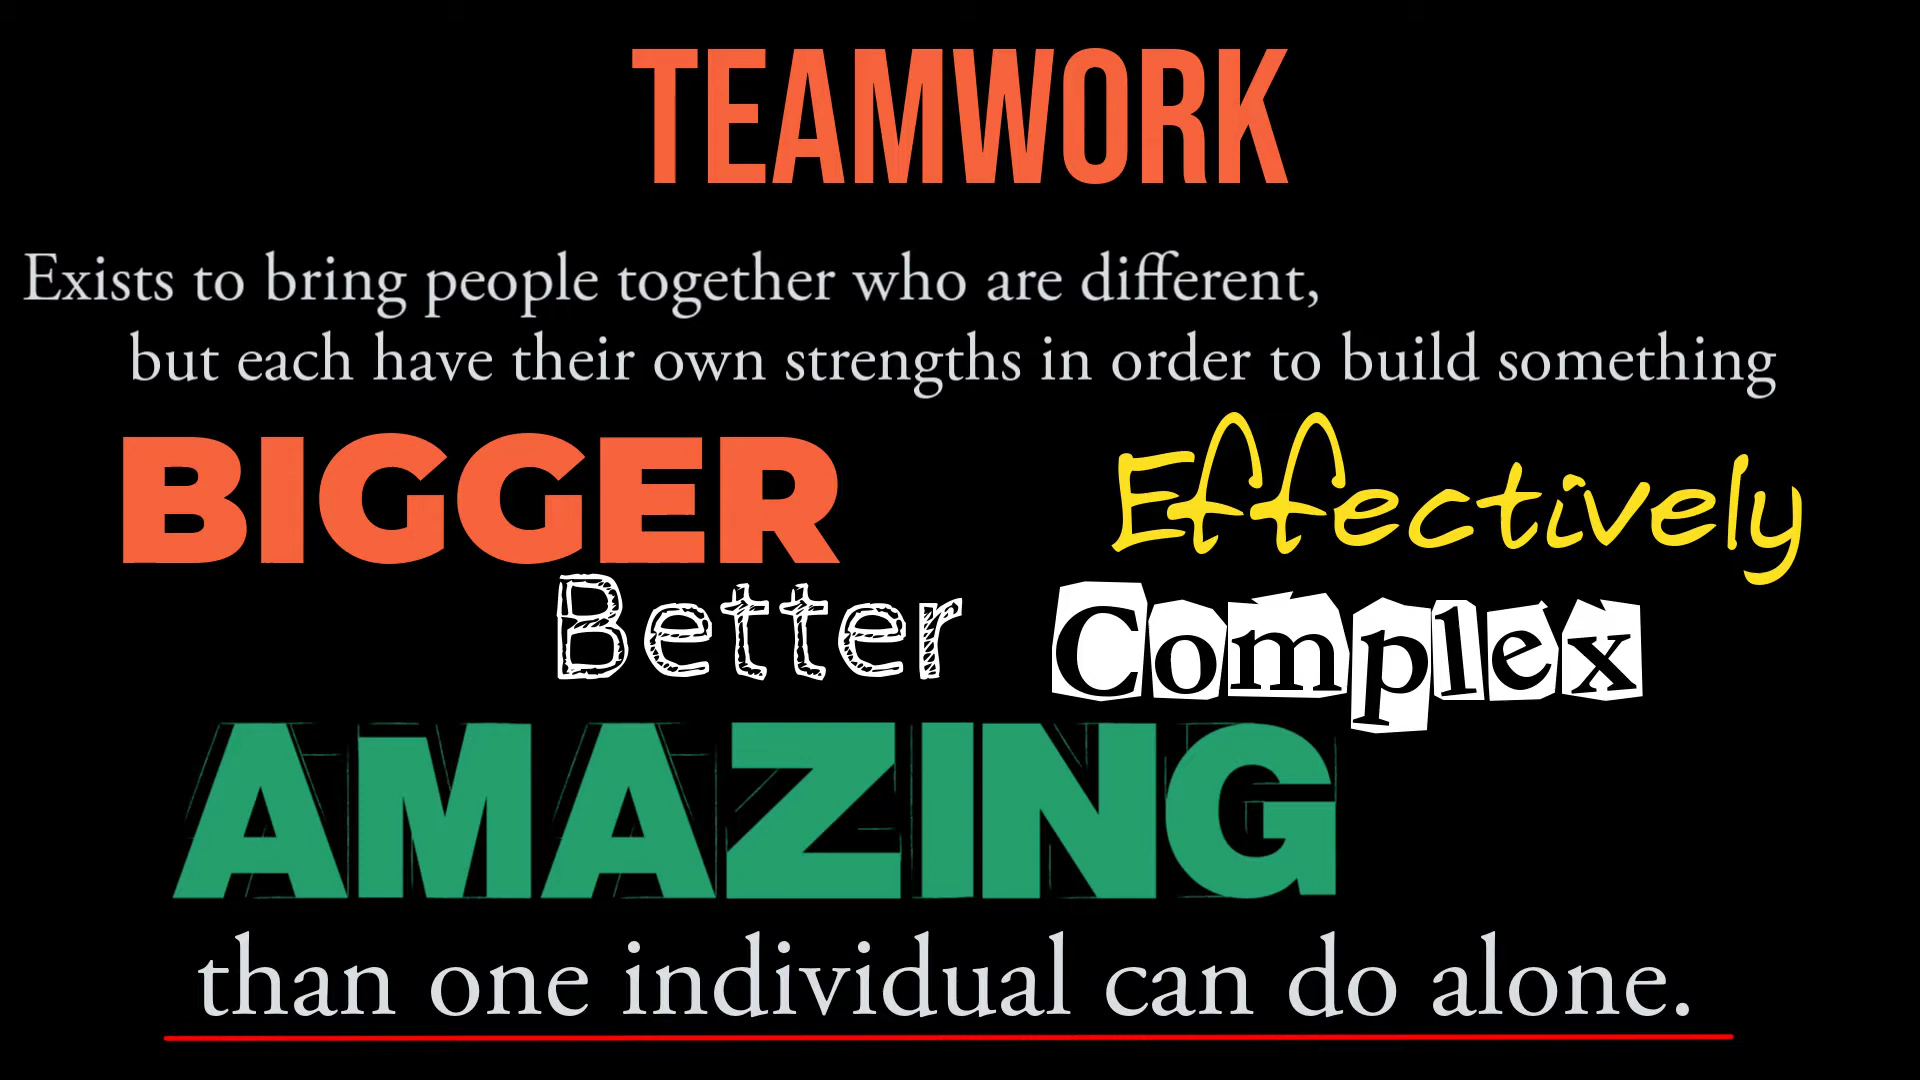 TEAMWORK
Exists to bring people together who are different,
but each have their own strengths in order to build something
BIGGER Effectively
Better Complex
AMAZING
than one individual can do alone.